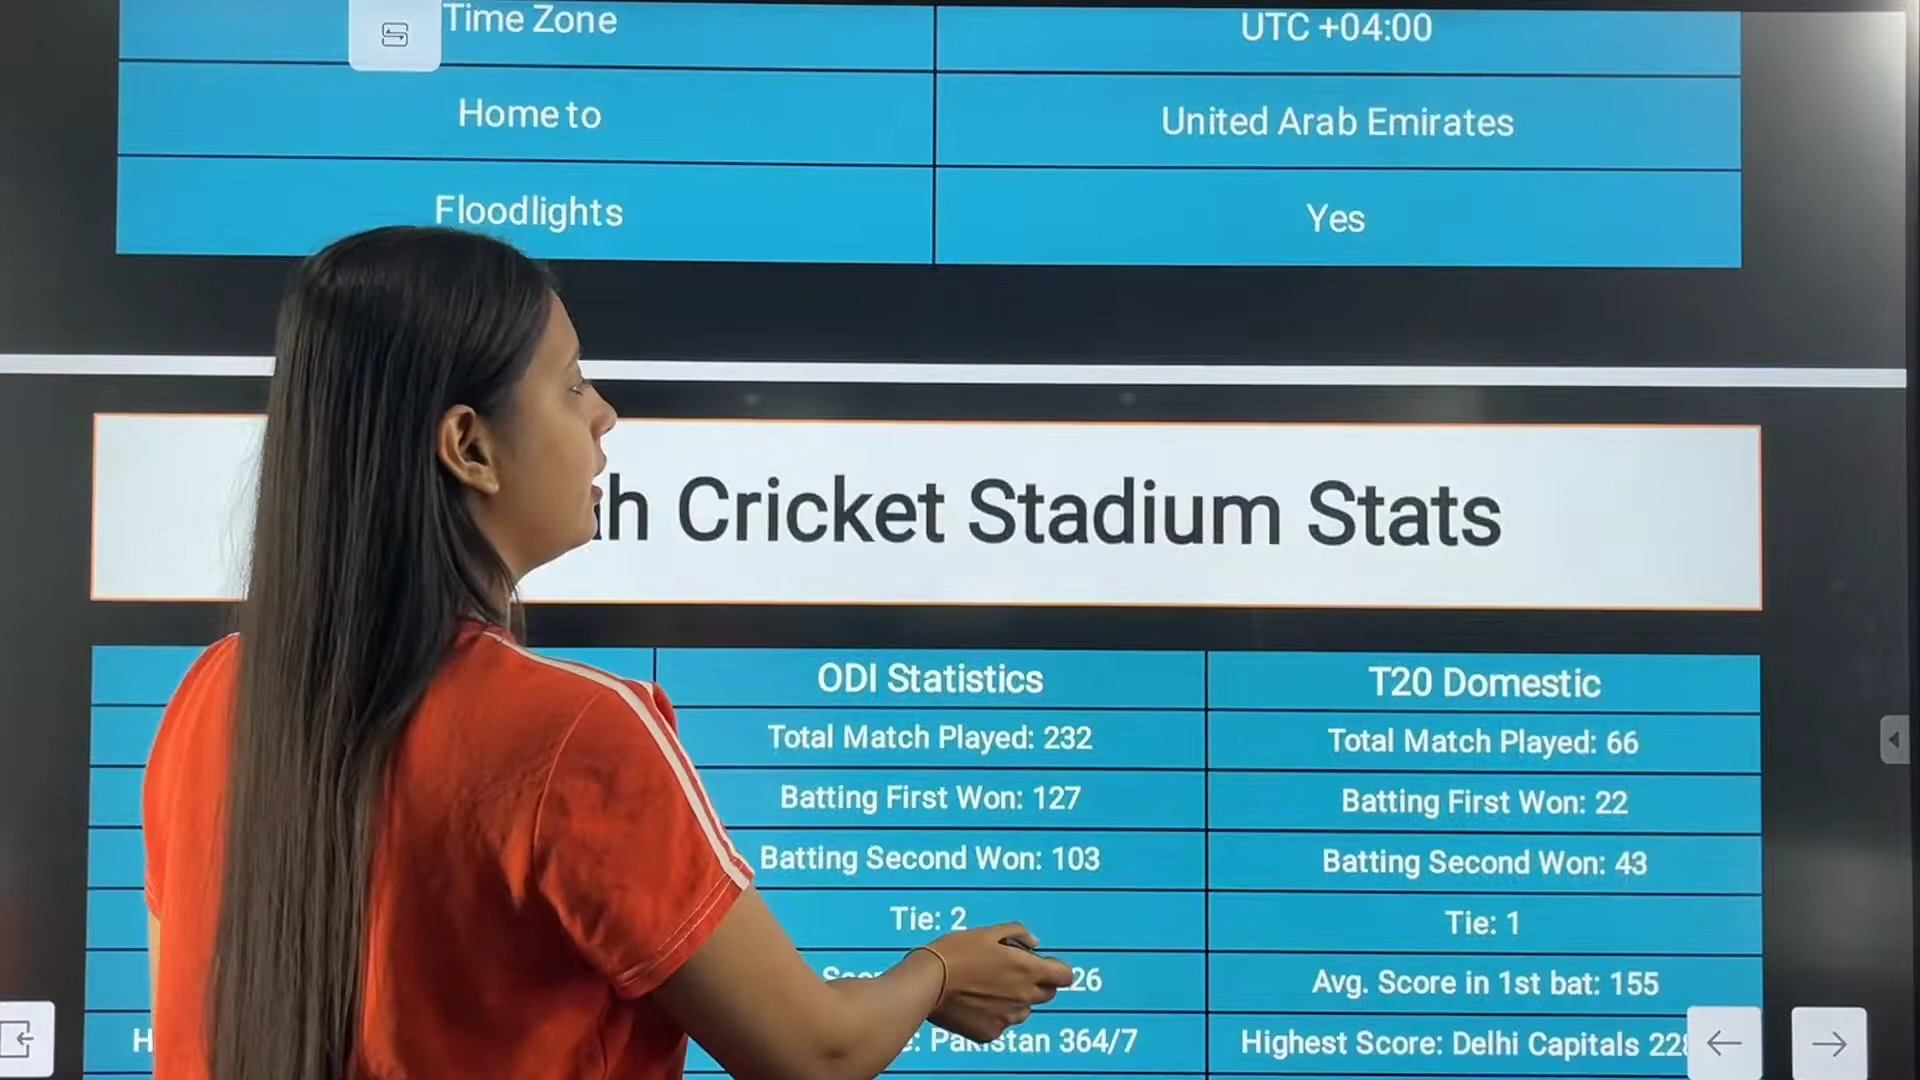 Time Zone
UTC +04:00
Home to
United Arab Emirates
Floodlights
Yes
Cricket Stadium Stats
ODI Statistics
T20 Domestic
Total Match Played: 232
Total Match Played: 66
Batting First Won: 127
Batting First Won: 22
Batting Second Won: 103
Batting Second Won: 43
Tie: 2
Tie: 1
Avg. Score in 1st bat: 155
Pakistan 364/7
Highest Score: Delhi Capitals